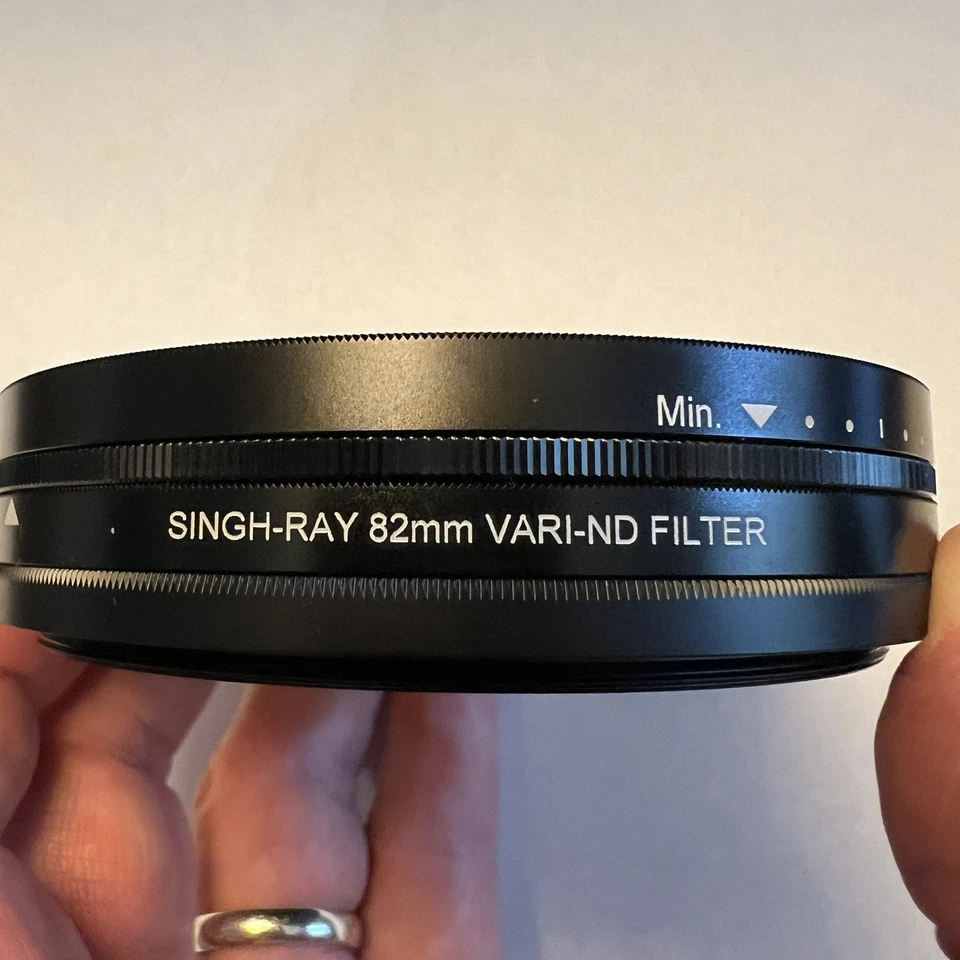 Min.
SINGH-RAY 82mm VARI-ND FILTER